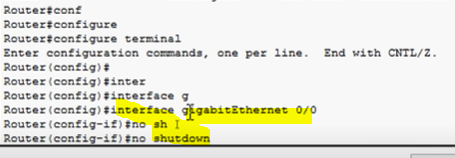 Router#conf
Router#configure
Router#configure terminal
Enter configuration commands, one per line.  End with CNTL/Z.
Router(config)#
Router(config)#inter
Router(config)#interface g
Router(config)#interface gigabitEthernet 0/0
Router(config-if)#no sh
Router(config-if)#no shutdown